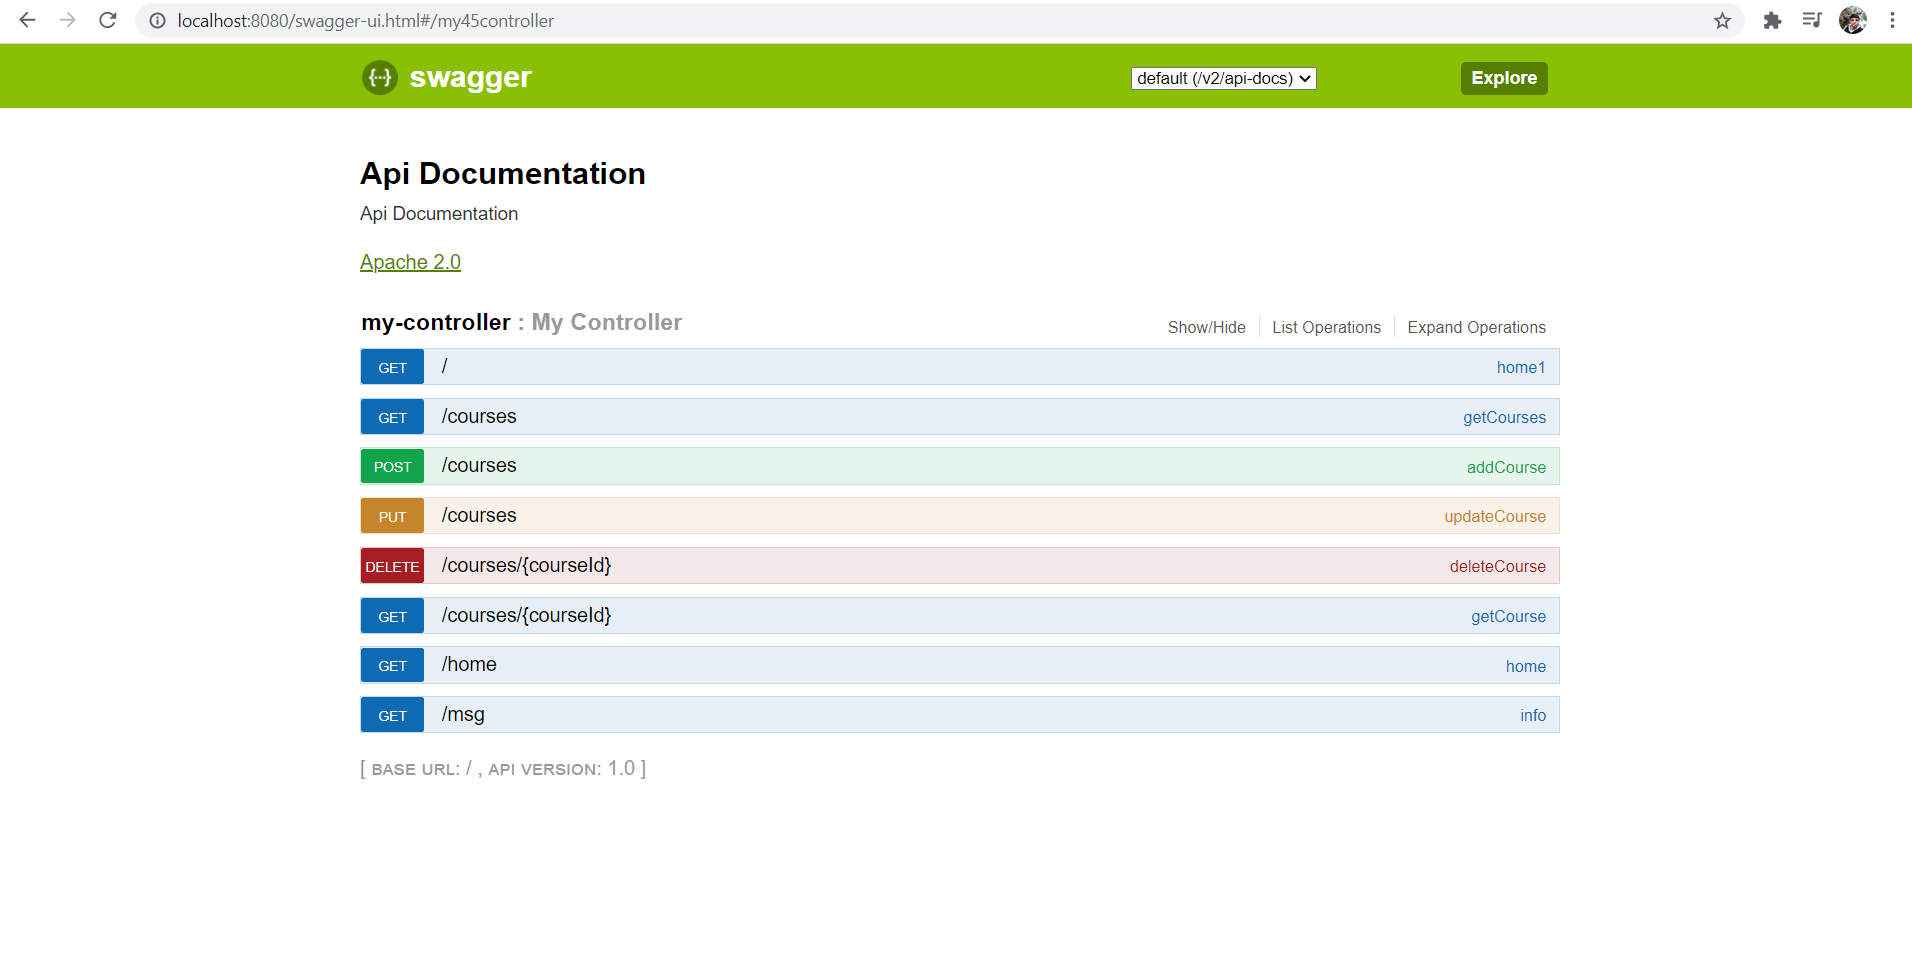 localhost:8080/swagger-ui.html#/my45controller
{···} swagger default (/v2/api-docs) Explore
Api Documentation
Api Documentation
Apache 2.0
my-controller : My Controller Show/Hide List Operations Expand Operations
GET / home1
GET /courses getCourses
POST /courses addCourse
PUT /courses updateCourse
DELETE /courses/{courseId} deleteCourse
GET /courses/{courseId} getCourse
GET /home home
GET /msg info
[ BASE URL: / , API VERSION: 1.0 ]